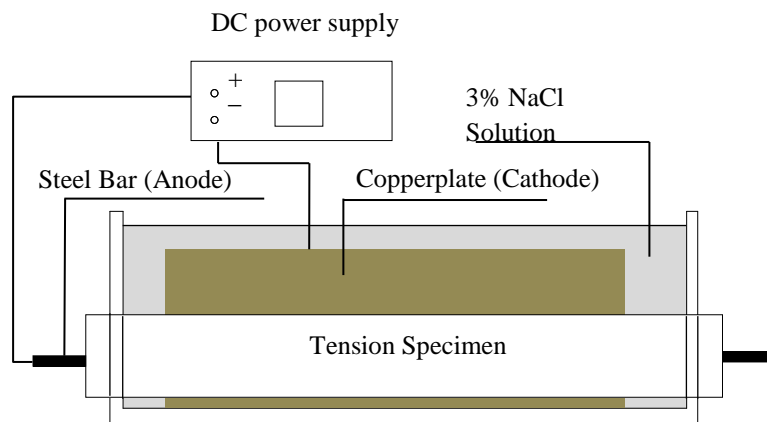 DC power supply
+
−
3% NaCl
Solution
Steel Bar (Anode)
Copperplate (Cathode)
Tension Specimen